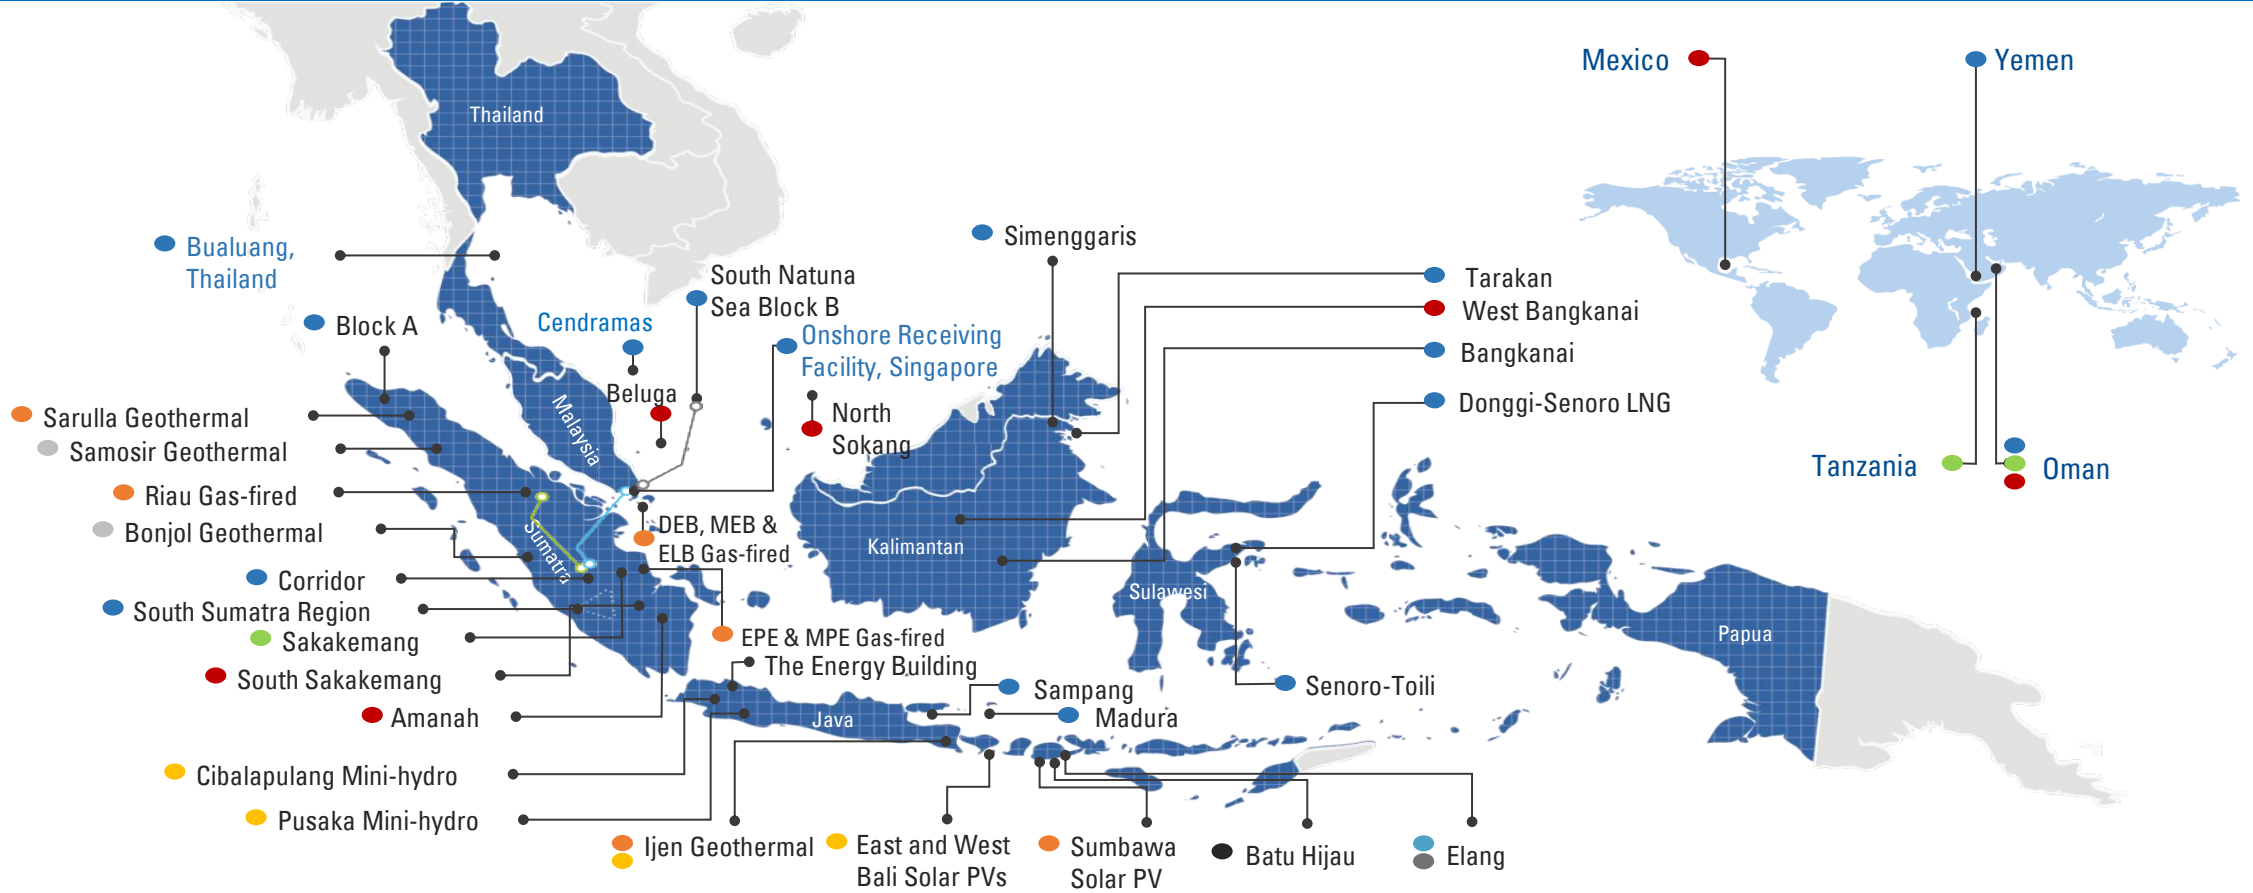 Thailand
Mexico
Yemen
Bualuang,
Thailand
Simenggaris
South Natuna
Sea Block B
Tarakan
West Bangkanai
Block A
Cendramas
Onshore Receiving
Facility, Singapore
Bangkanai
Beluga
Malaysia
North
Sokang
Donggi-Senoro LNG
Sarulla Geothermal
Samosir Geothermal
Tanzania
Oman
Riau Gas-fired
Bonjol Geothermal
Sumatra
DEB, MEB &
ELB Gas-fired
Kalimantan
Corridor
South Sumatra Region
Sulawesi
Sakakemang
EPE & MPE Gas-fired
Papua
The Energy Building
South Sakakemang
Sampang
Senoro-Toili
Amanah
Java
Madura
Cibalapulang Mini-hydro
Pusaka Mini-hydro
Ijen Geothermal
East and West
Bali Solar PVs
Sumbawa
Solar PV
Batu Hijau
Elang